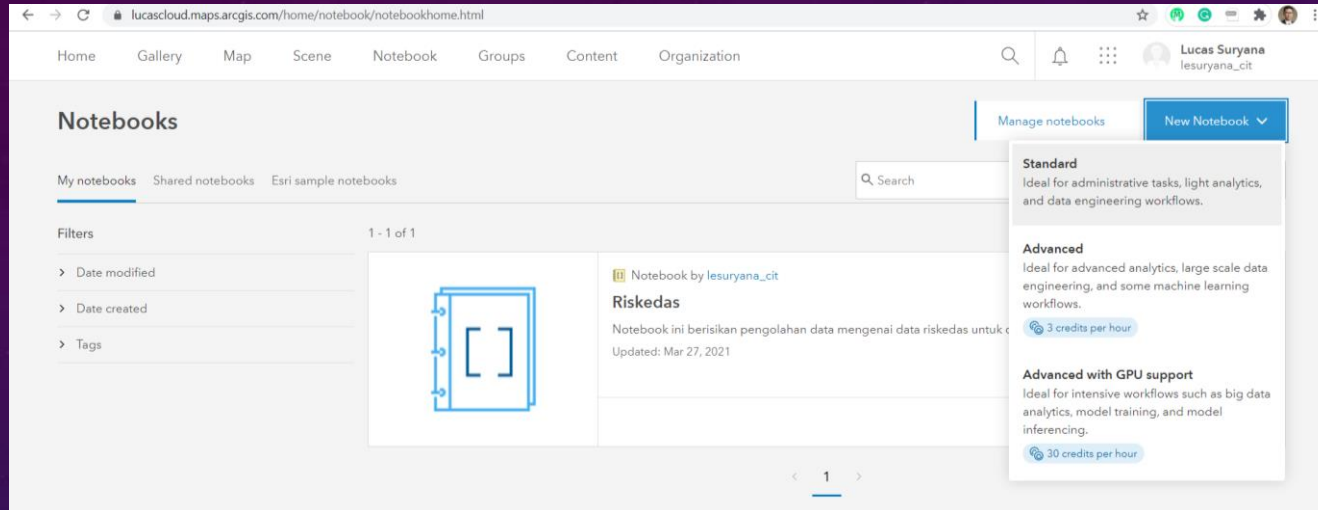 lucascloud.maps.arcgis.com/home/notebook/notebookhome.html
Home Gallery Map Scene Notebook Groups Content Organization
Lucas Suryana
lesuryana_cit
Notebooks
Manage notebooks
New Notebook
My notebooks Shared notebooks Esri sample notebooks
Search
Filters
Date modified
Date created
Tags
1 - 1 of 1
Notebook by lesuryana_cit
Riskedas
Notebook ini berisikan pengolahan data mengenai data riskedas untuk
Updated: Mar 27, 2021
1
Standard
Ideal for administrative tasks, light analytics,
and data engineering workflows.
Advanced
Ideal for advanced analytics, large scale data
engineering, and some machine learning
workflows.
3 credits per hour
Advanced with GPU support
Ideal for intensive workflows such as big data
analytics, model training, and model
inferencing.
30 credits per hour